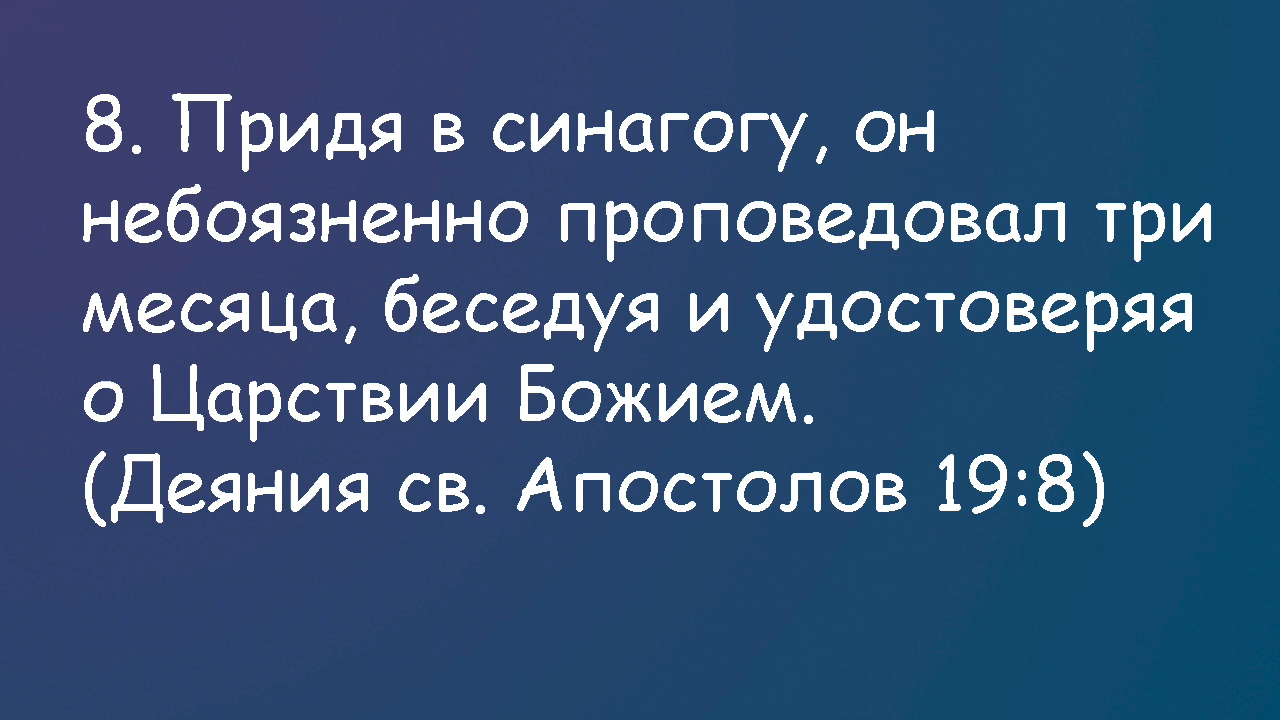 8. Придя в синагогу, он
небоязненно проповедовал три
месяца, беседуя и удостоверяя
о Царствии Божием.
(Деяния св. Апостолов 19:8)